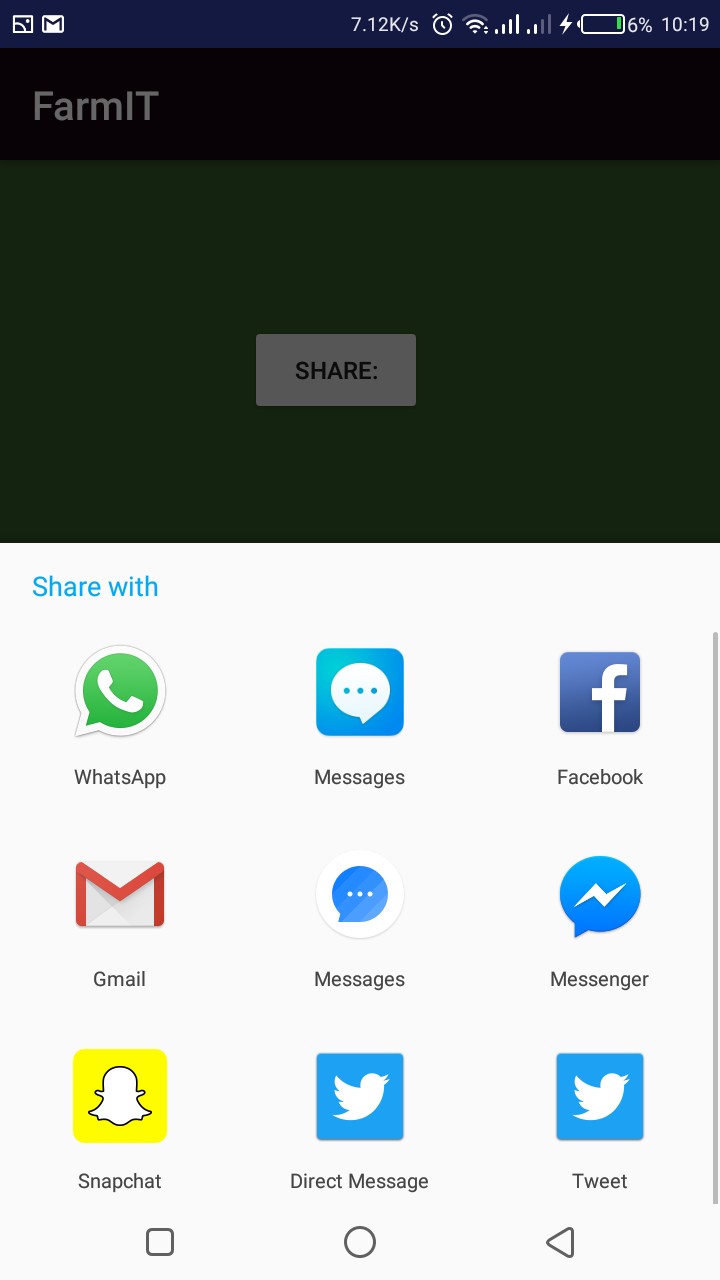 7.12K/s 6% 10:19
FarmIT
SHARE:
Share with
WhatsApp Messages Facebook
Gmail Messages Messenger
Snapchat Direct Message Tweet